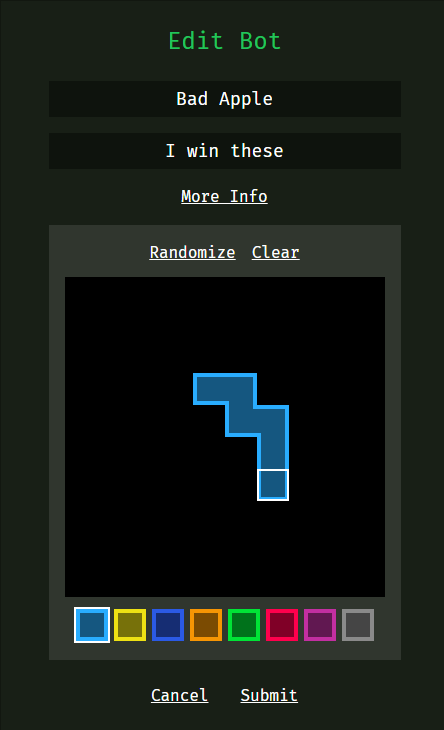 Edit Bot
Bad Apple
I win these
More Info
Randomize Clear
Cancel Submit